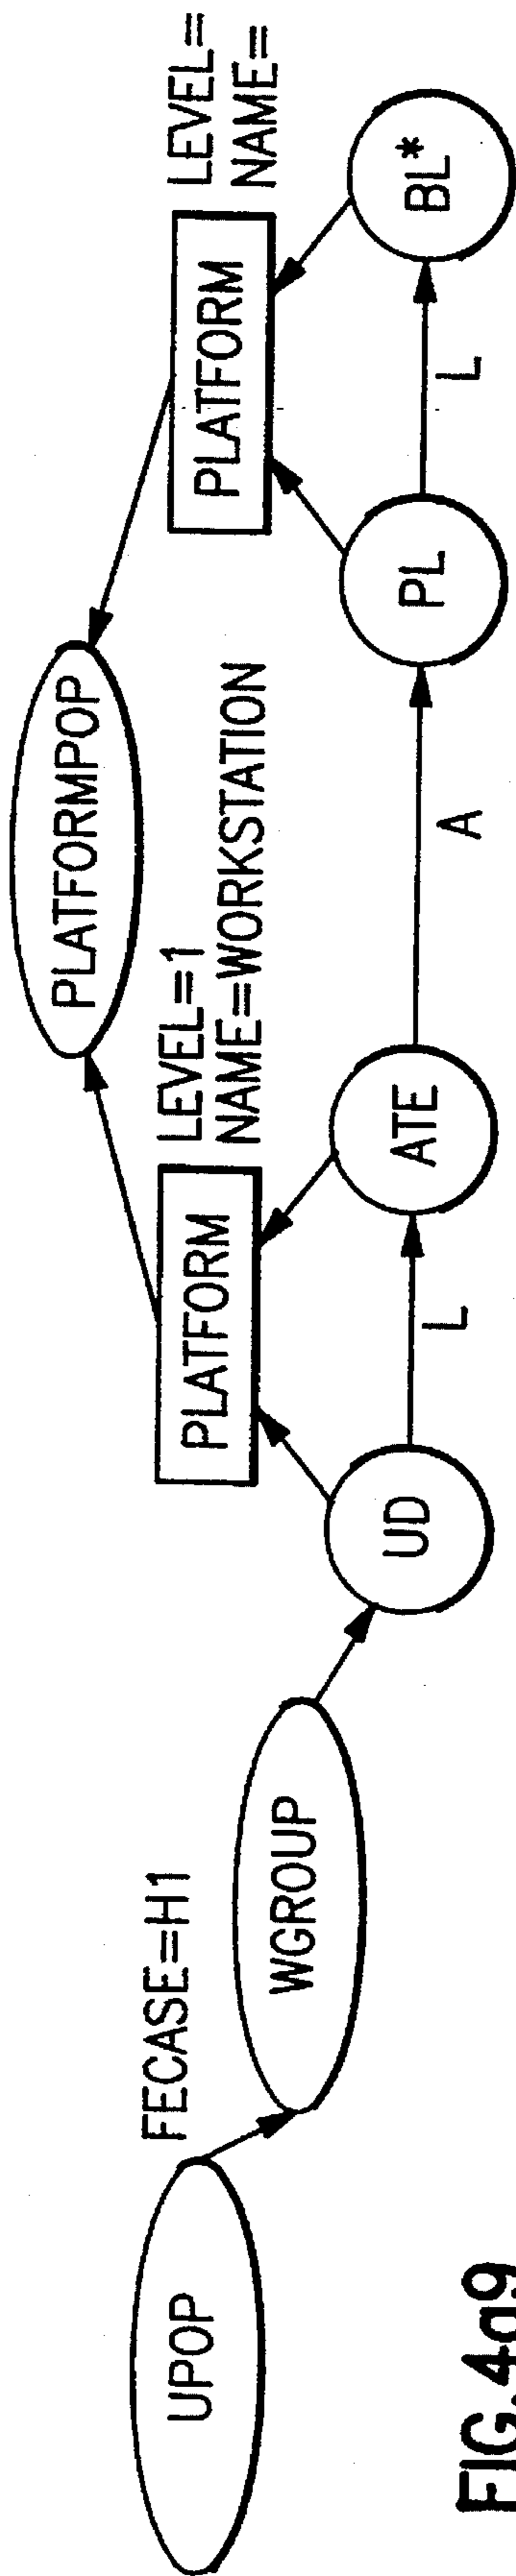 PLATFORMPOP
LEVEL=1
NAME=WORKSTATION
LEVEL=
NAME=
FECASE=H1
PLATFORM
PLATFORM
UPOP
WGROUP
UD
L
ATE
A
PL
L
BL*
FIG.4a9